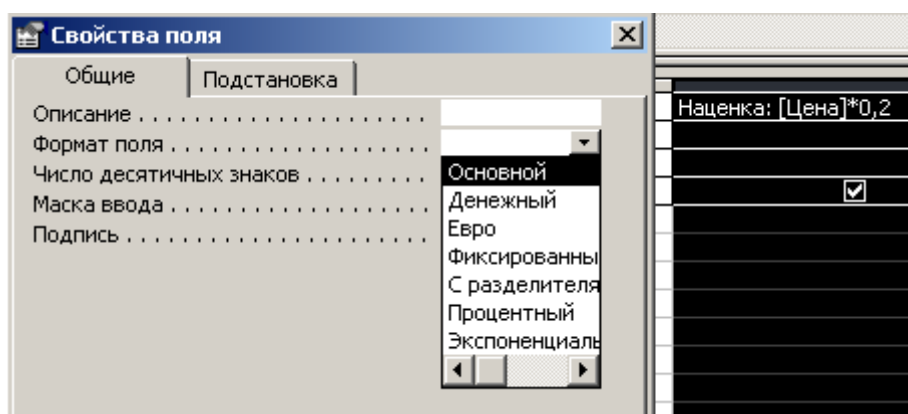 Свойства поля
Общие
Подстановка
Описание
Формат поля
Число десятичных знаков
Маска ввода
Подпись
Основной
Денежный
Евро
Фиксированны
С разделителя
Процентный
Экспоненциаль
Наценка: [Цена]*0,2